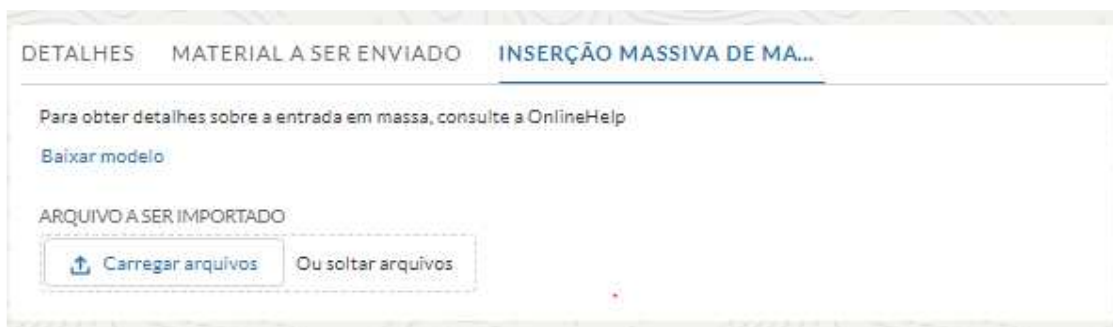 DETALHES MATERIAL A SER ENVIADO INSERÇÃO MASSIVA DE MA...
Para obter detalhes sobre a entrada em massa, consulte a OnlineHelp
Baixar modelo
ARQUIVO A SER IMPORTADO
Carregar arquivos Ou soltar arquivos